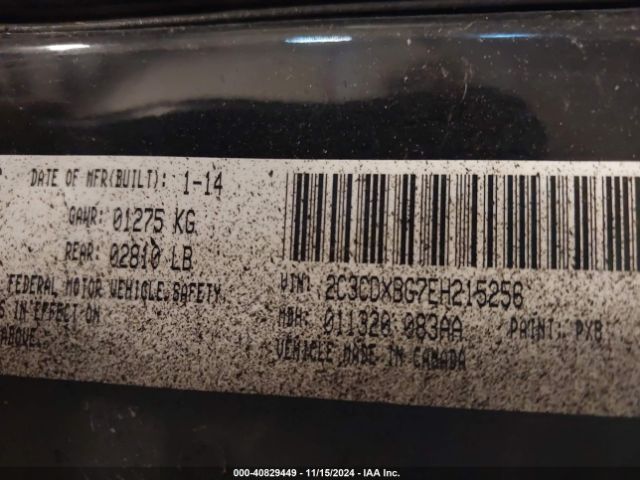 DATE OF MFR(BUILT): 1-14
GAWR: 01275 KG
REAR: 02810 LB
FEDERAL MOTOR VEHICLE SAFETY
S IN EFFECT ON
ABOVE.
VIN: 2C3CDXBG7EH215256
MDH: 011320 083AA PAINT: PXB
VEHICLE MADE IN CANADA
000-40829449 - 11/15/2024 - IAA Inc.